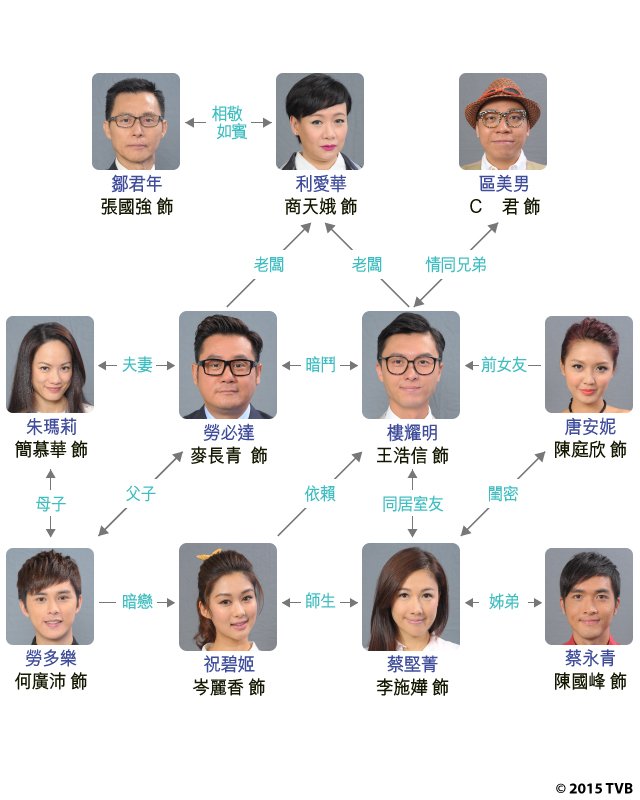 相敬
如賓
鄒君年
利愛華
區美男
張國強 飾
商天娥 飾
C 君 飾
老闆
老闆
情同兄弟
夫妻
暗鬥
前女友
朱瑪莉
勞必達
樓耀明
唐安妮
簡慕華 飾
麥長青 飾
王浩信 飾
陳庭欣 飾
母子
父子
依賴
同居室友
閨密
暗戀
師生
姊弟
勞多樂
祝碧姬
蔡堅菁
蔡永青
何廣沛 飾
岑麗香 飾
李施嬅 飾
陳國峰 飾
© 2015 TVB